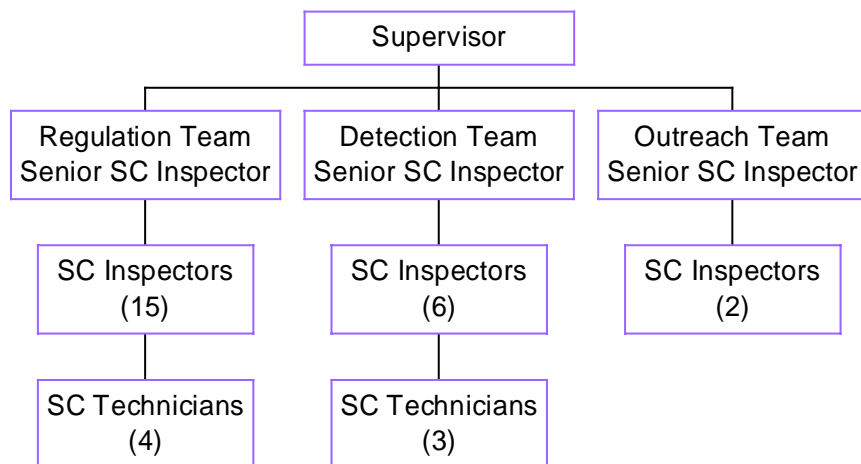 Supervisor
Regulation Team
Senior SC Inspector
Detection Team
Senior SC Inspector
Outreach Team
Senior SC Inspector
SC Inspectors
(15)
SC Inspectors
(6)
SC Inspectors
(2)
SC Technicians
(4)
SC Technicians
(3)